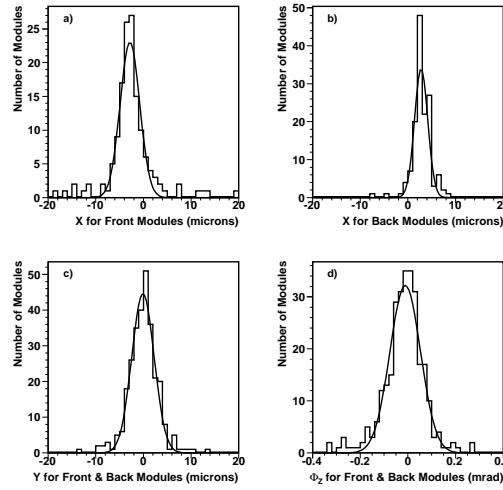 a)
Number of Modules
25
20
15
10
5
0
-20 -10 0 10 20
X for Front Modules (microns)
b)
Number of Modules
50
40
30
20
10
0
-20 -10 0 10 20
X for Back Modules (microns)
c)
Number of Modules
50
40
30
20
10
0
-20 -10 0 10 20
Y for Front & Back Modules (microns)
d)
Number of Modules
30
20
10
0
-0.4 -0.2 0 0.2
Φz for Front & Back Modules (mrad)